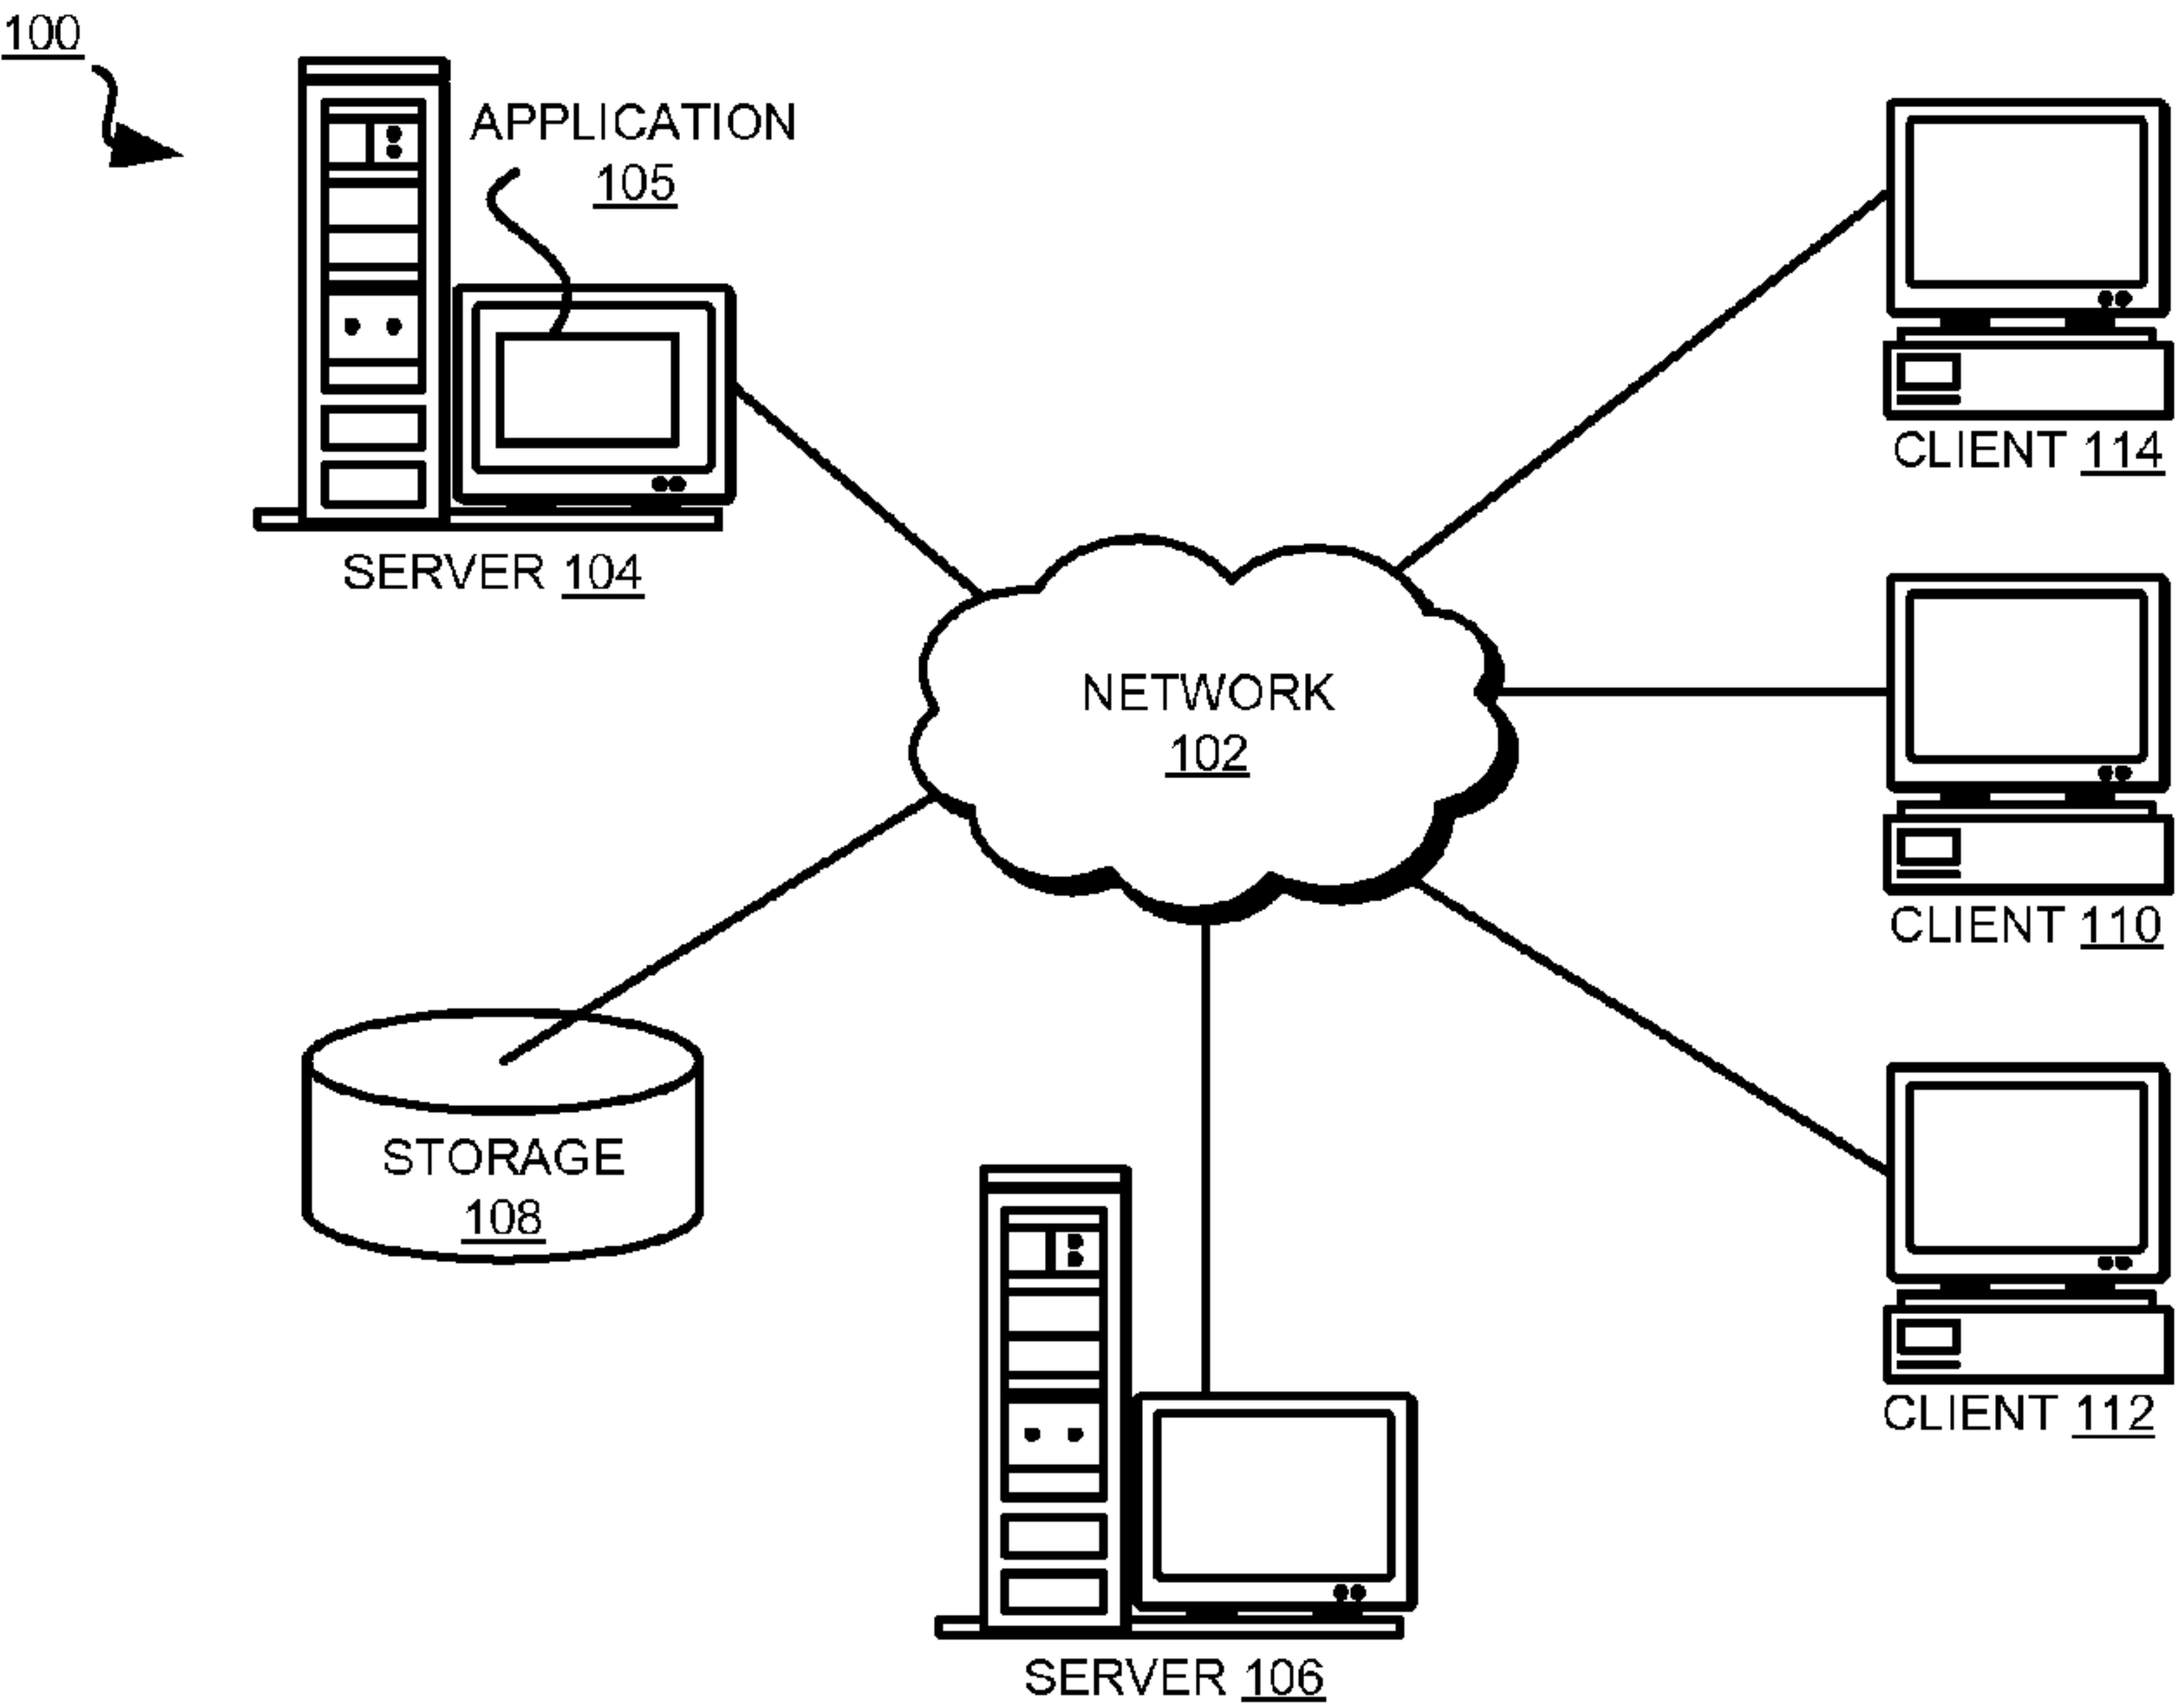 100
APPLICATION
105
CLIENT 114
SERVER 104
NETWORK
102
CLIENT 110
STORAGE
108
CLIENT 112
SERVER 106